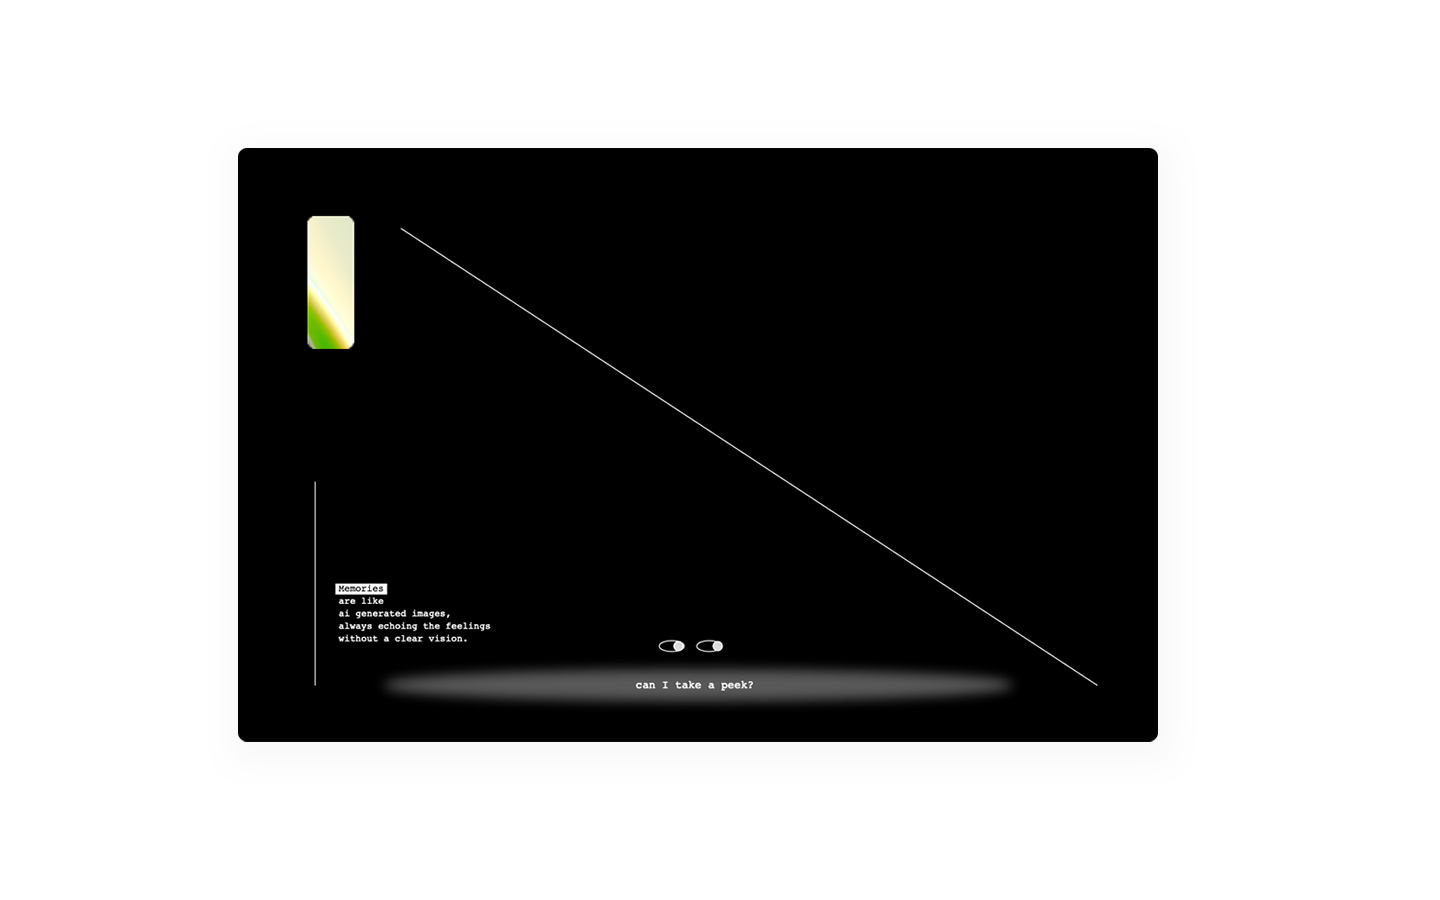 Memories
are like
ai generated images,
always echoing the feelings
without a clear vision.
can I take a peek?